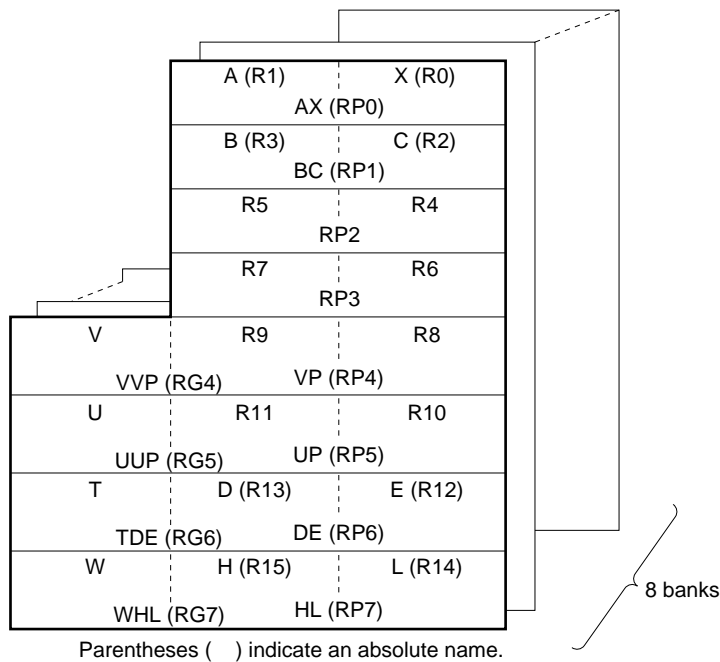 A (R1) X (R0)
AX (RP0)
B (R3) C (R2)
BC (RP1)
R5 R4
RP2
R7 R6
RP3
V R9 R8
VVP (RG4) VP (RP4)
U R11 R10
UUP (RG5) UP (RP5)
T D (R13) E (R12)
TDE (RG6) DE (RP6)
W H (R15) L (R14)
WHL (RG7) HL (RP7)
8 banks
Parentheses ( ) indicate an absolute name.